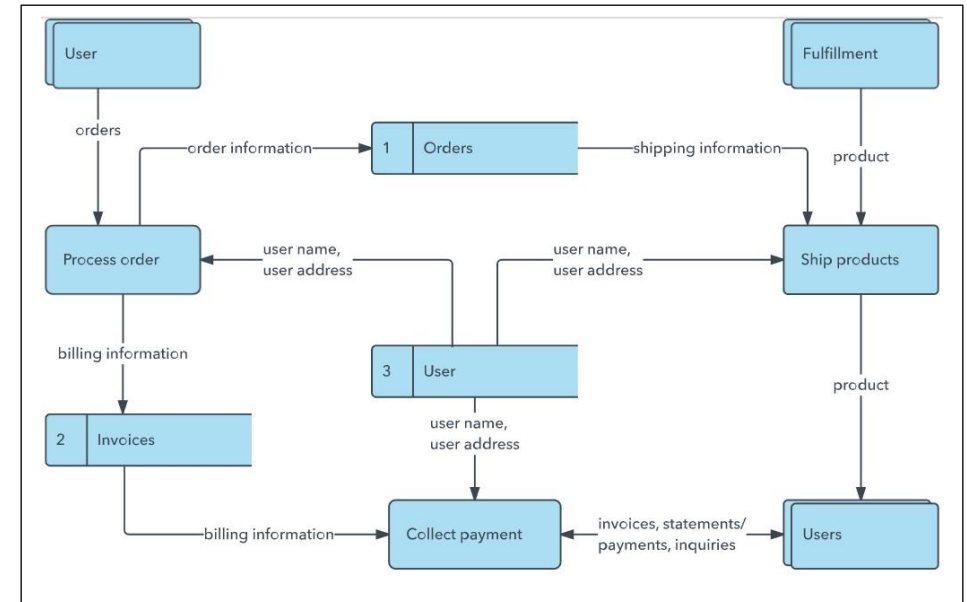 User
Fulfillment
orders
order information
1
Orders
shipping information
product
Process order
user name,
user address
user name,
user address
Ship products
billing information
3
User
product
2
Invoices
user name,
user address
billing information
Collect payment
invoices, statements/
payments, inquiries
Users